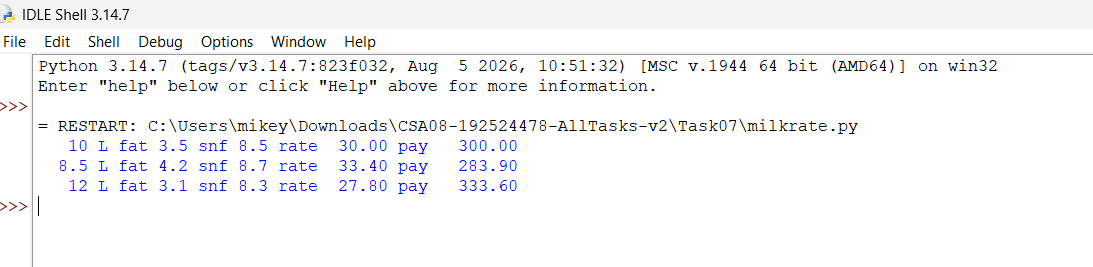 IDLE Shell 3.14.7
File Edit Shell Debug Options Window Help
Python 3.14.7 (tags/v3.14.7:823f032, Aug  5 2026, 10:51:32) [MSC v.1944 64 bit (AMD64)] on win32
Enter "help" below or click "Help" above for more information.
>>>
= RESTART: C:\Users\mikey\Downloads\CSA08-192524478-AllTasks-v2\Task07\milkrate.py
   10 L fat 3.5 snf 8.5 rate  30.00 pay   300.00
  8.5 L fat 4.2 snf 8.7 rate  33.40 pay   283.90
   12 L fat 3.1 snf 8.3 rate  27.80 pay   333.60
>>>